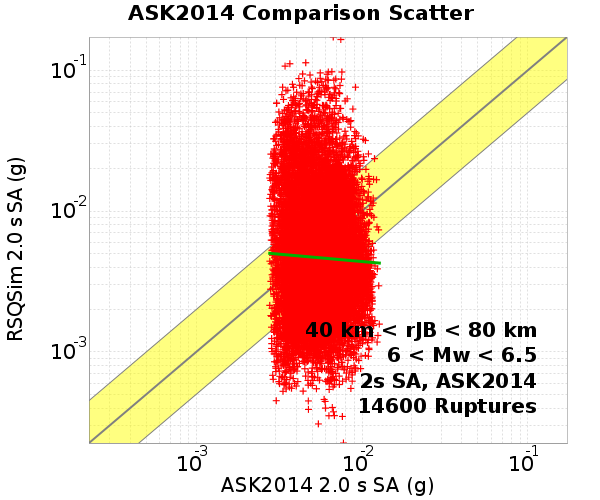 ASK2014 Comparison Scatter
RSQSim 2.0 s SA (g)
10-1
10-2
10-3
40 km < rJB < 80 km
6 < Mw < 6.5
2s SA, ASK2014
14600 Ruptures
10-3 10-2 10-1
ASK2014 2.0 s SA (g)